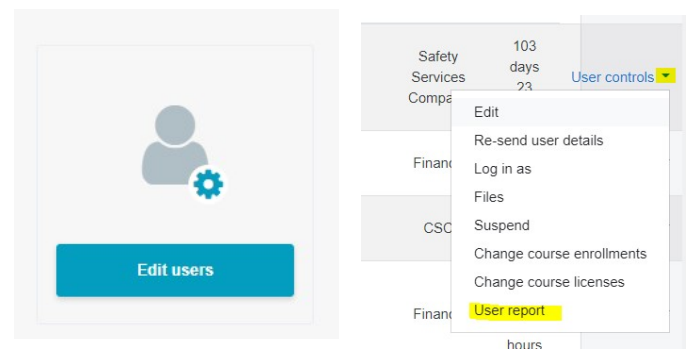 Edit users
Safety
Services
Compa
103
days
23
User controls
Edit
Re-send user details
Log in as
Financ
Files
CSC
Suspend
Change course enrollments
Change course licenses
User report
Financ
hours